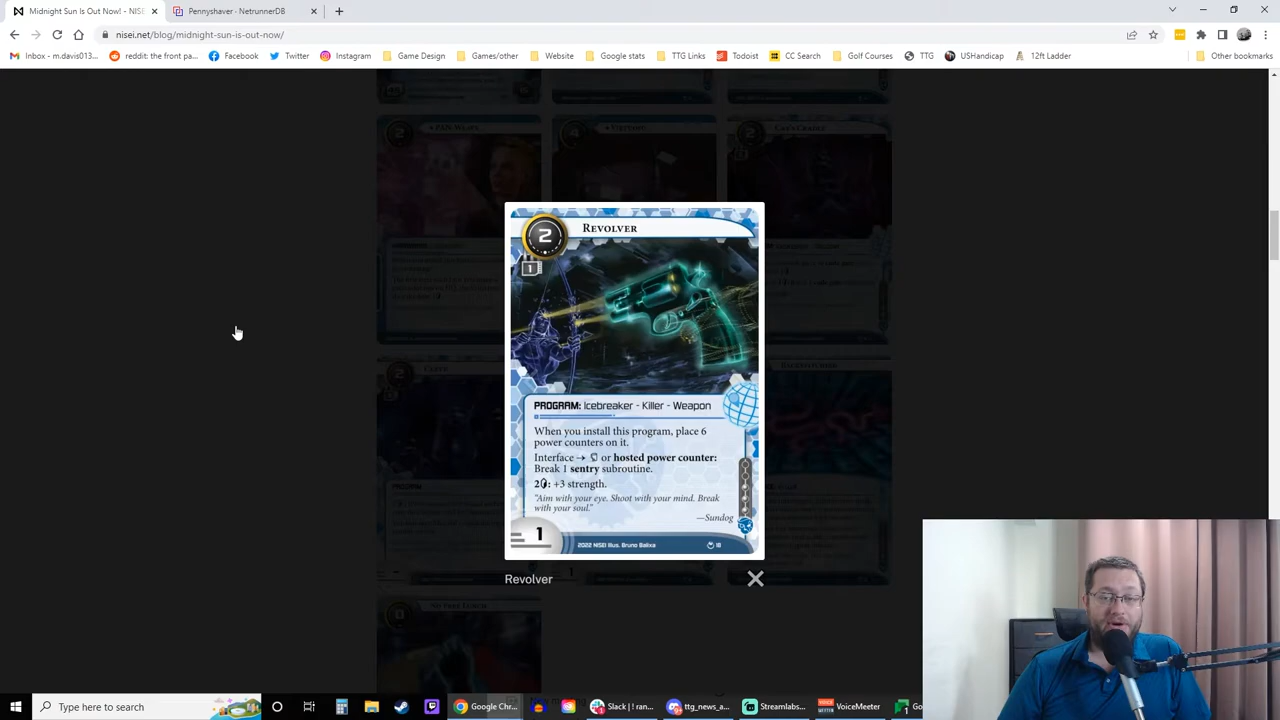 Midnight Sun Is Out Now! - NISE
Pennyshaver - NetrunnerDB
nisei.net/blog/midnight-sun-is-out-now/
Inbox - m.davis013...
reddit: the front pa...
Facebook
Twitter
Instagram
Game Design
Games/other
Website
Google stats
TTG Links
Todoist
CC Search
Golf Courses
TTG
USHandicap
12ft Ladder
Other bookmarks
2
REVOLVER
1
PROGRAM: Icebreaker - Killer - Weapon
When you install this program, place 6
power counters on it.
Interface → or hosted power counter:
Break 1 sentry subroutine.
2: +3 strength.
"Aim with your eye. Shoot with your mind. Break
with your soul."
—Sundog
1
2022 NISEI Illus. Bruno Balixa
18
Revolver
Type here to search
Google Chr...
Slack | ! ran...
ttg_news_a...
Streamlabs...
VoiceMeeter